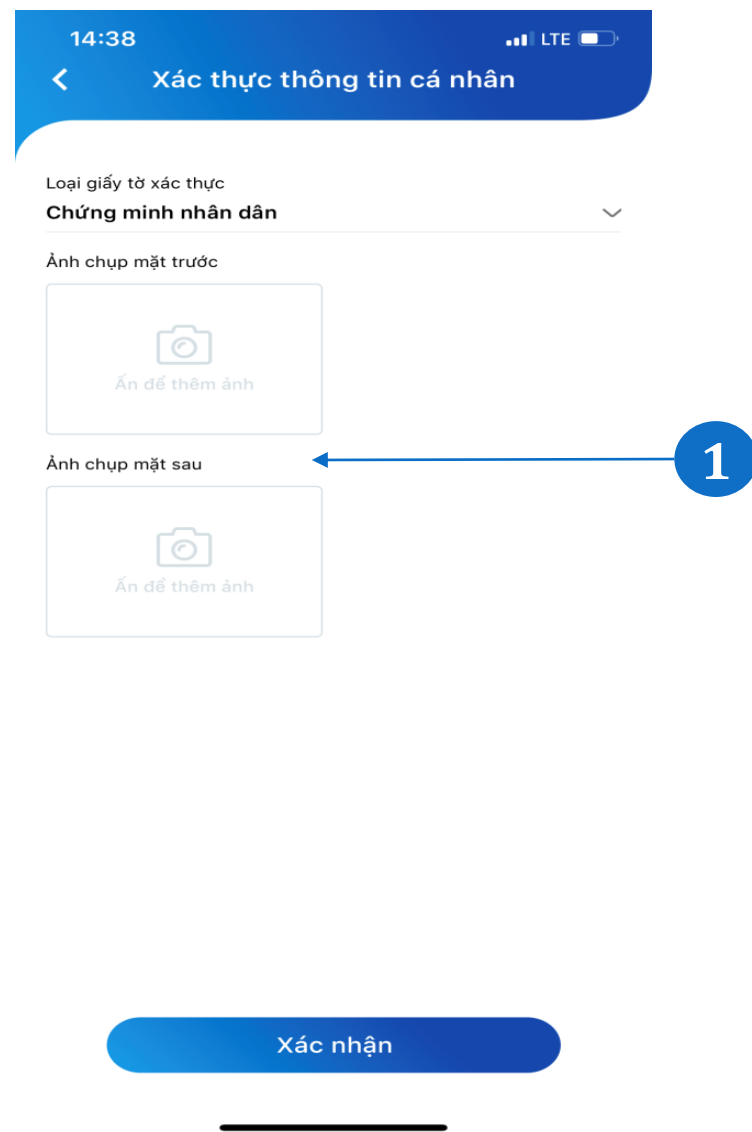 14:38
LTE
Xác thực thông tin cá nhân
Loại giấy tờ xác thực
Chứng minh nhân dân
Ảnh chụp mặt trước
Ấn để thêm ảnh
Ảnh chụp mặt sau
1
Ấn để thêm ảnh
Xác nhận